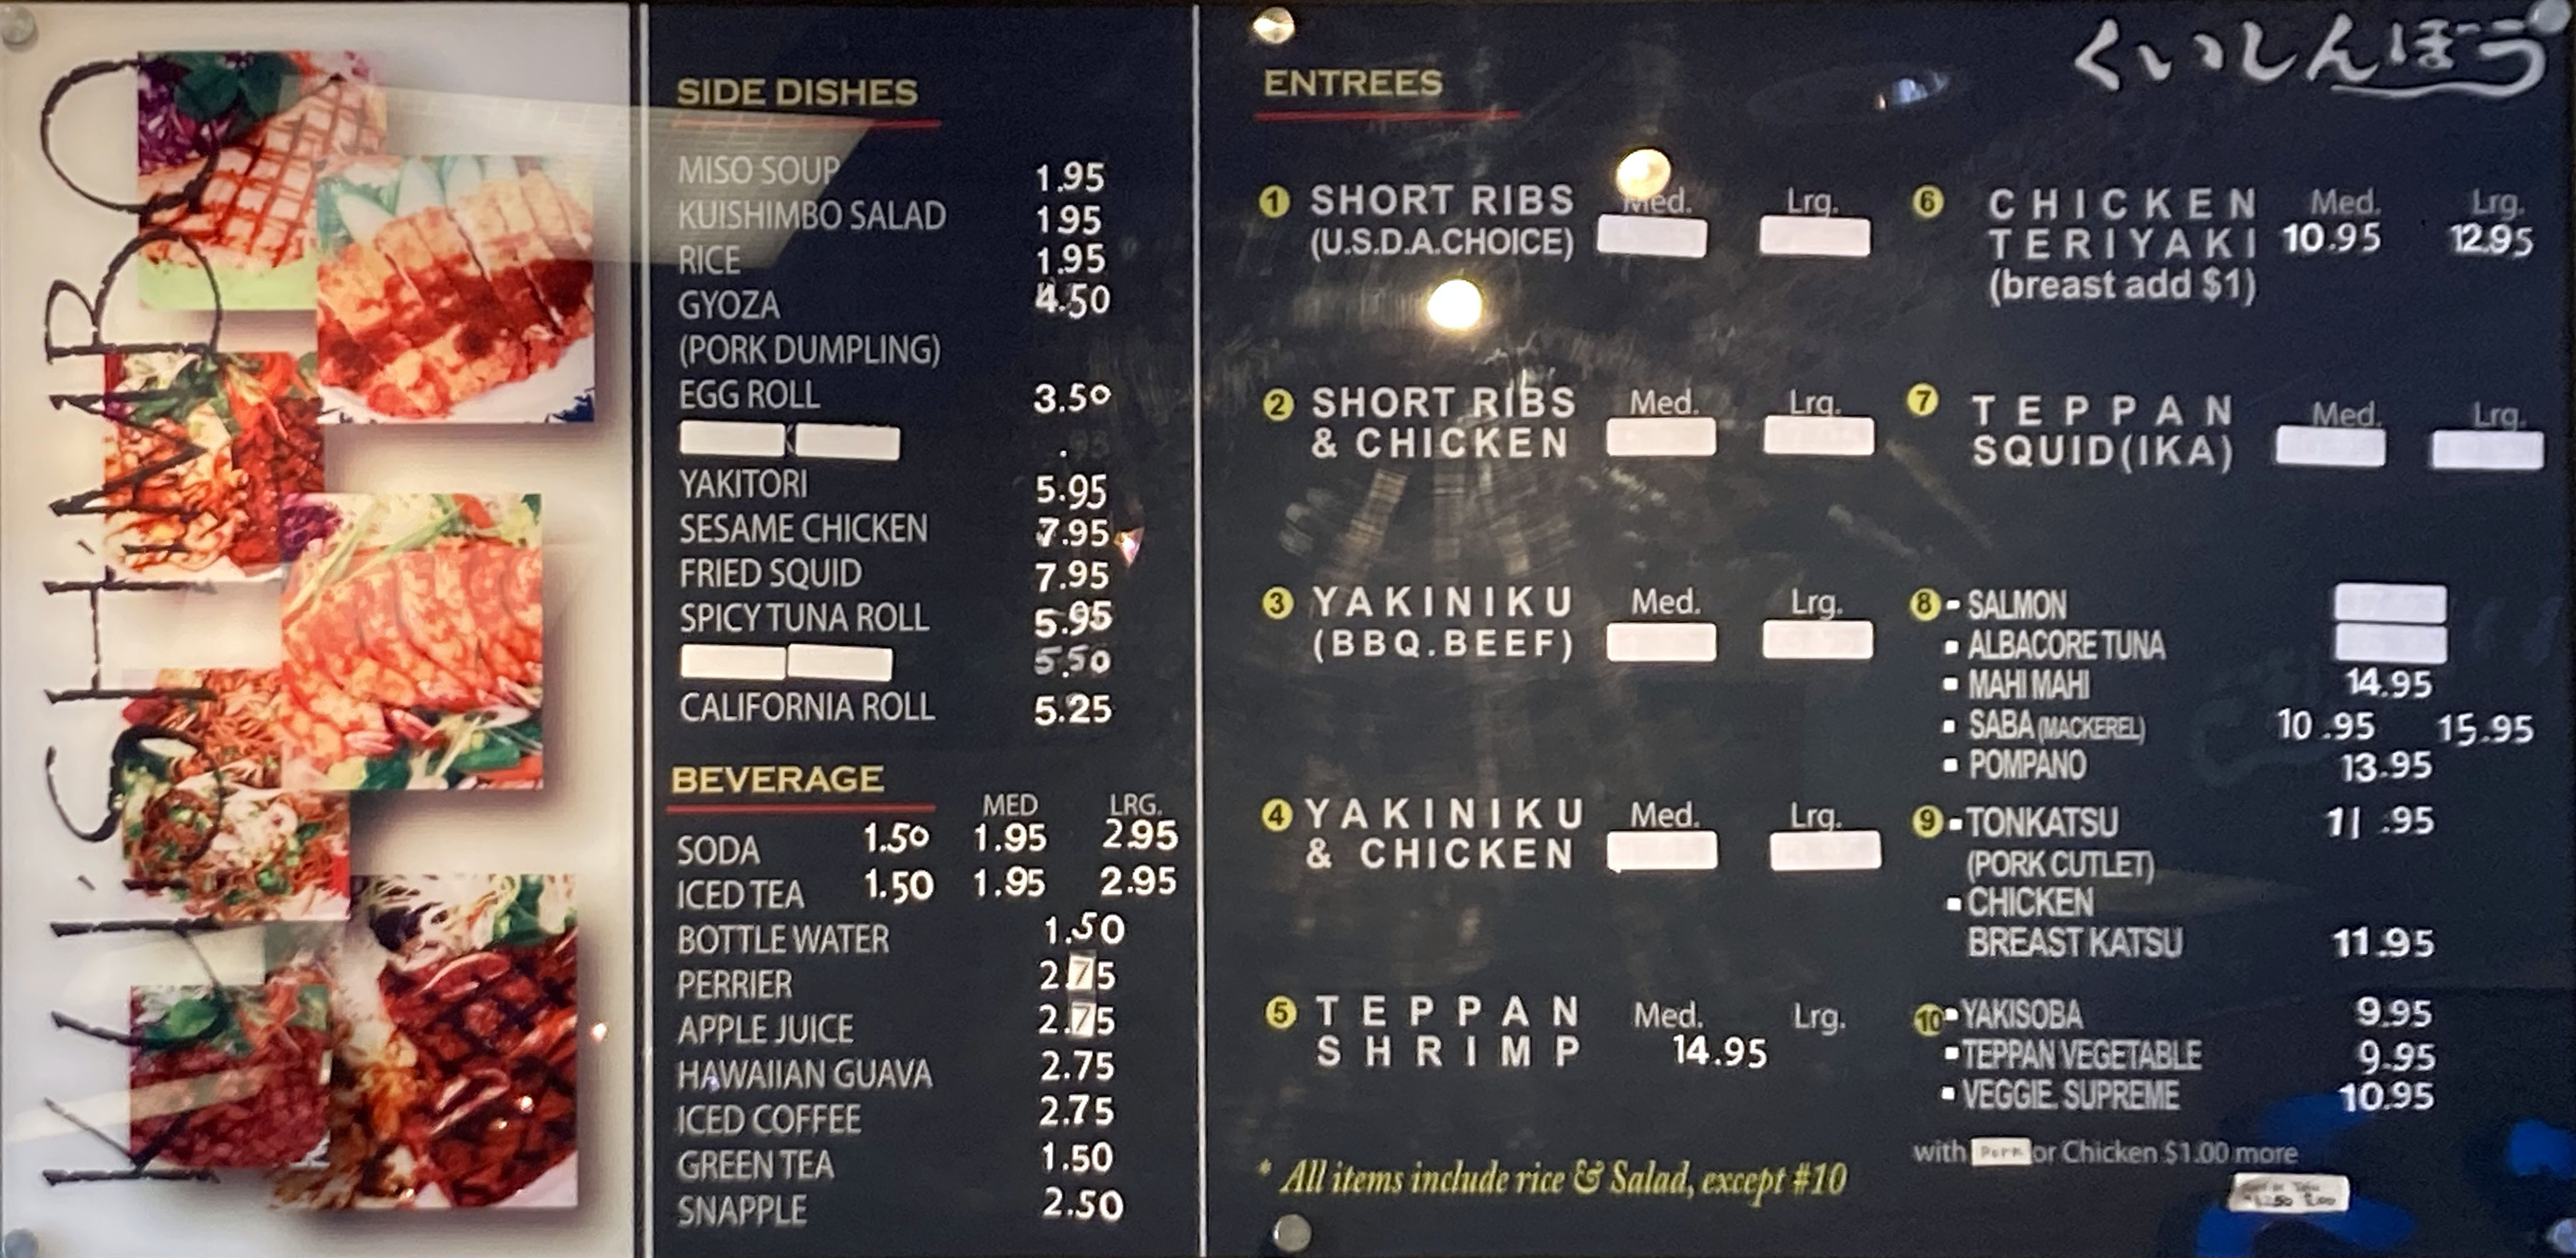 KUISHIMBO
SIDE DISHES
MISO SOUP 1.95
KUISHIMBO SALAD 1.95
RICE 1.95
GYOZA 4.50
(PORK DUMPLING)
EGG ROLL 3.50
YAKITORI 5.95
SESAME CHICKEN 7.95
FRIED SQUID 7.95
SPICY TUNA ROLL 5.95
5.50
CALIFORNIA ROLL 5.25
BEVERAGE
MED LRG.
SODA 1.50 1.95 2.95
ICED TEA 1.50 1.95 2.95
BOTTLE WATER 1.50
PERRIER 2.75
APPLE JUICE 2.75
HAWAIIAN GUAVA 2.75
ICED COFFEE 2.75
GREEN TEA 1.50
SNAPPLE 2.50
くいしんぼう
ENTREES
1 SHORT RIBS Med. Lrg.
(U.S.D.A.CHOICE)
2 SHORT RIBS Med. Lrg.
& CHICKEN
3 YAKINIKU Med. Lrg.
(BBQ.BEEF)
4 YAKINIKU Med. Lrg.
& CHICKEN
5 TEPPAN Med. Lrg.
SHRIMP 14.95
6 CHICKEN Med. Lrg.
TERIYAKI 10.95 12.95
(breast add $1)
7 TEPPAN Med. Lrg.
SQUID(IKA)
8 SALMON
ALBACORE TUNA
MAHI MAHI 14.95
SABA (MACKEREL) 10.95 15.95
POMPANO 13.95
9 TONKATSU 11.95
(PORK CUTLET)
CHICKEN
BREAST KATSU 11.95
10 YAKISOBA 9.95
TEPPAN VEGETABLE 9.95
VEGGIE. SUPREME 10.95
with Pork or Chicken $1.00 more
* All items include rice & Salad, except #10